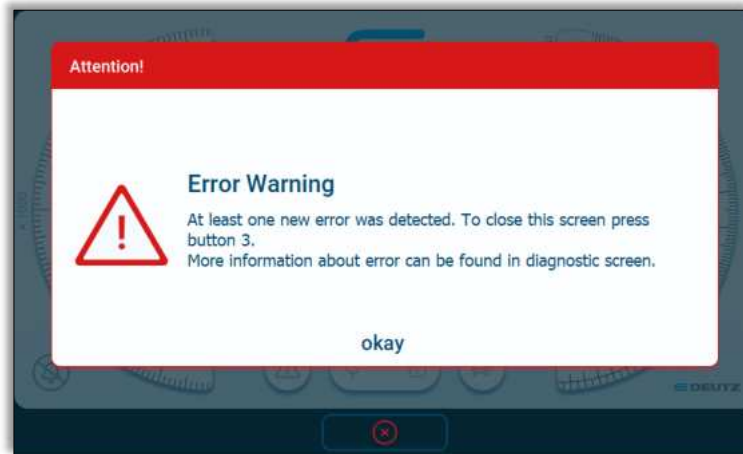 Attention!
Error Warning
At least one new error was detected. To close this screen press
button 3.
More information about error can be found in diagnostic screen.
okay
DEUTZ